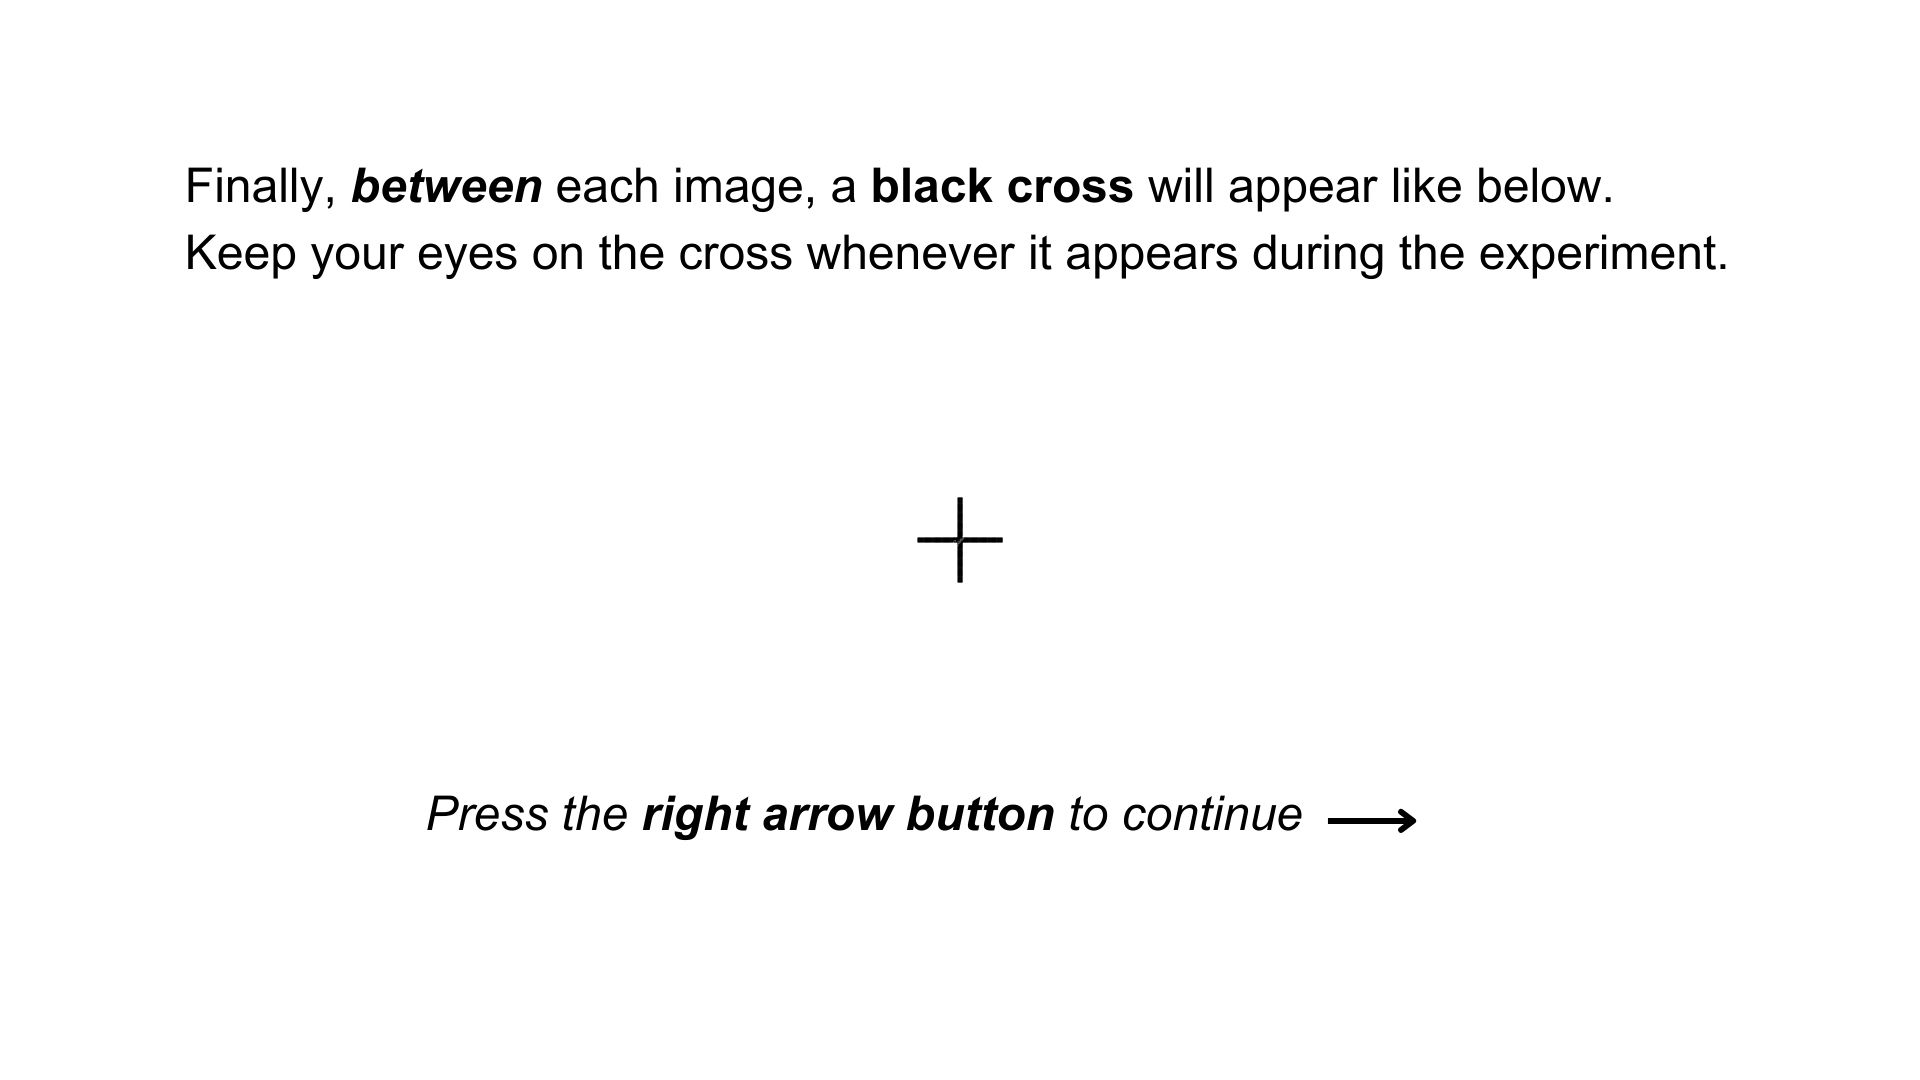 Finally, between each image, a black cross will appear like below.
Keep your eyes on the cross whenever it appears during the experiment.
Press the right arrow button to continue